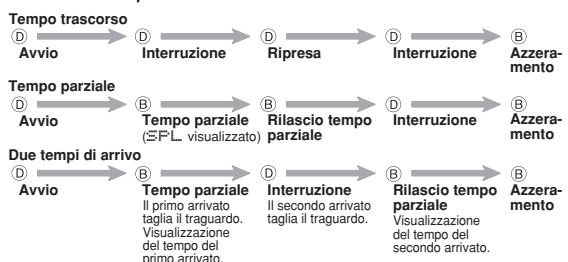 Tempo trascorso
D D D D B
Avvio Interruzione Ripresa Interruzione Azzera-
mento
Tempo parziale
D B B D B
Avvio Tempo parziale Rilascio tempo Interruzione Azzera-
(SPL visualizzato) parziale mento
Due tempi di arrivo
D B D B B
Avvio Tempo parziale Interruzione Rilascio tempo Azzera-
Il primo arrivato Il secondo arrivato parziale mento
taglia il traguardo. taglia il traguardo. Visualizzazione
Visualizzazione del tempo del
del tempo del secondo arrivato.
primo arrivato.